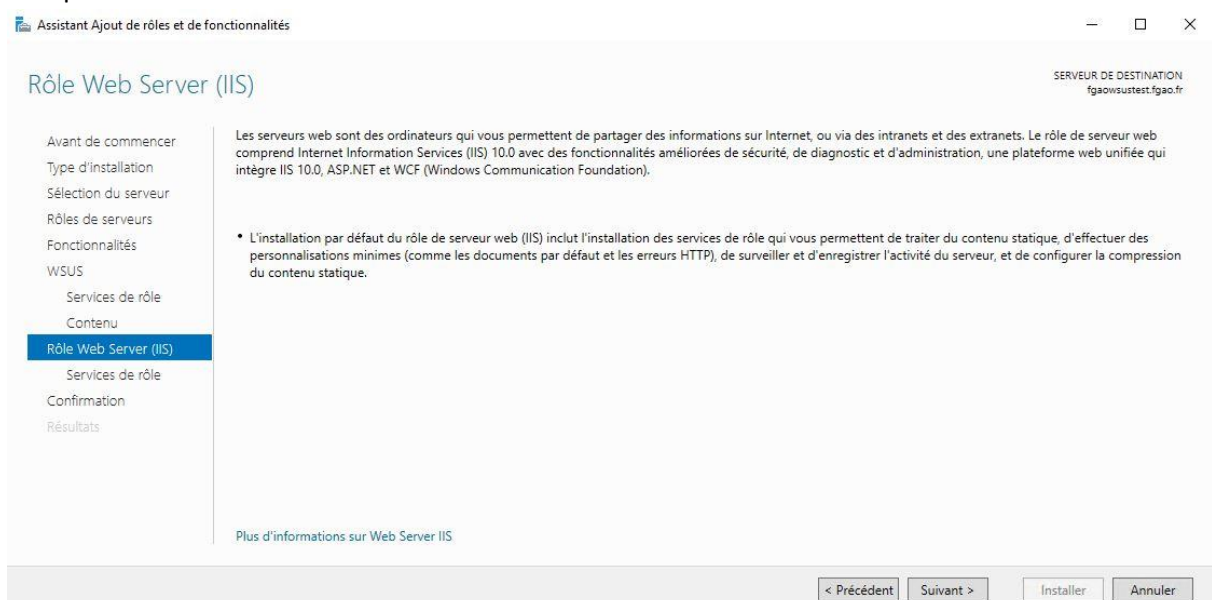 Assistant Ajout de rôles et de fonctionnalités
Rôle Web Server (IIS)
SERVEUR DE DESTINATION
fgaowsustest.fgao.fr
Avant de commencer
Type d'installation
Sélection du serveur
Rôles de serveurs
Fonctionnalités
WSUS
Services de rôle
Contenu
Rôle Web Server (IIS)
Services de rôle
Confirmation
Résultats
Les serveurs web sont des ordinateurs qui vous permettent de partager des informations sur Internet, ou via des intranets et des extranets. Le rôle de serveur web
comprend Internet Information Services (IIS) 10.0 avec des fonctionnalités améliorées de sécurité, de diagnostic et d'administration, une plateforme web unifiée qui
intègre IIS 10.0, ASP.NET et WCF (Windows Communication Foundation).
• L'installation par défaut du rôle de serveur web (IIS) inclut l'installation des services de rôle qui vous permettent de traiter du contenu statique, d'effectuer des
personnalisations minimes (comme les documents par défaut et les erreurs HTTP), de surveiller et d'enregistrer l'activité du serveur, et de configurer la compression
du contenu statique.
Plus d'informations sur Web Server IIS
< Précédent Suivant > Installer Annuler